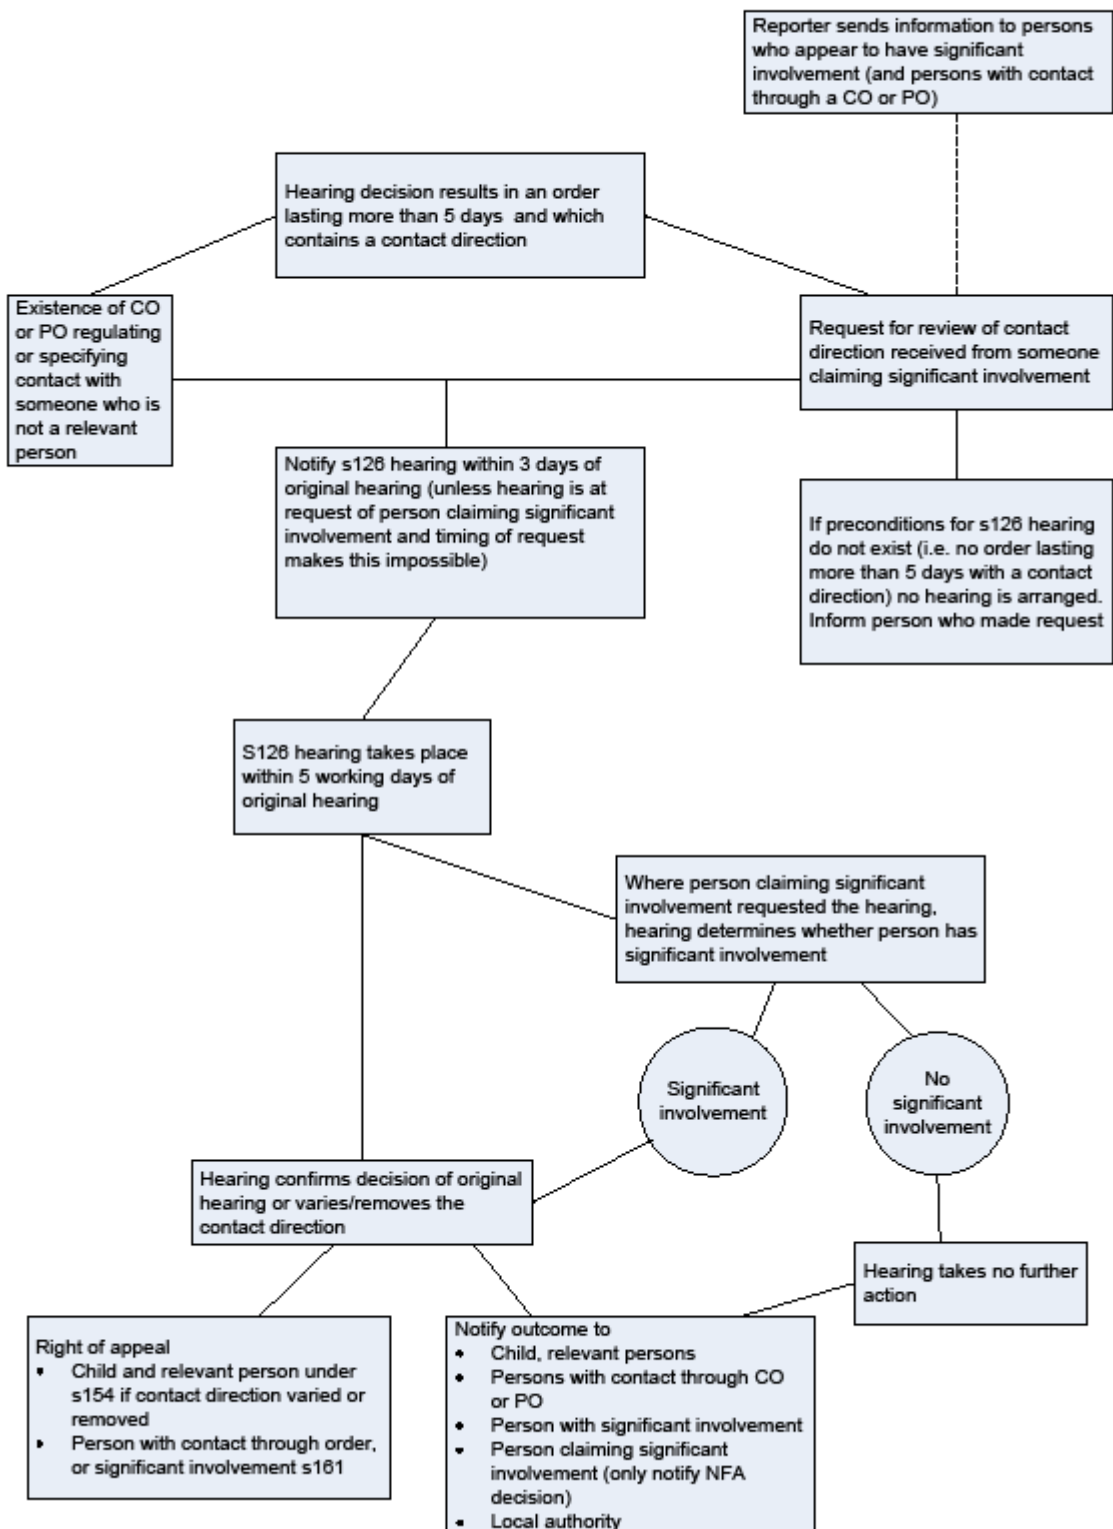 Reporter sends information to persons
who appear to have significant
involvement (and persons with contact
through a CO or PO)
Hearing decision results in an order
lasting more than 5 days and which
contains a contact direction
Existence of CO
or PO regulating
or specifying
contact with
someone who is
not a relevant
person
Request for review of contact
direction received from someone
claiming significant involvement
Notify s126 hearing within 3 days of
original hearing (unless hearing is at
request of person claiming significant
involvement and timing of request
makes this impossible)
If preconditions for s126 hearing
do not exist (i.e. no order lasting
more than 5 days with a contact
direction) no hearing is arranged.
Inform person who made request
S126 hearing takes place
within 5 working days of
original hearing
Where person claiming significant
involvement requested the hearing,
hearing determines whether person has
significant involvement
Significant
involvement
No
significant
involvement
Hearing confirms decision of original
hearing or varies/removes the
contact direction
Hearing takes no further
action
Right of appeal
• Child and relevant person under
s154 if contact direction varied or
removed
• Person with contact through order,
or significant involvement s161
Notify outcome to
• Child, relevant persons
• Persons with contact through CO
or PO
• Person with significant involvement
• Person claiming significant
involvement (only notify NFA
decision)
• Local authority